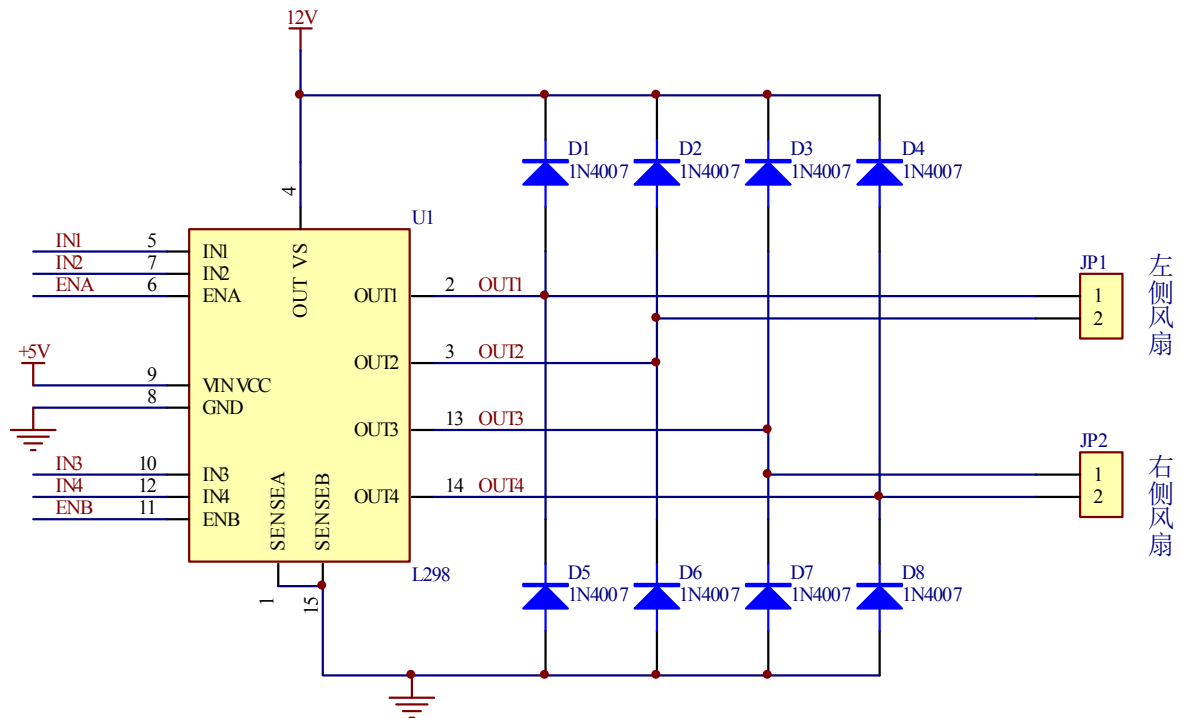 12V
D1
1N4007
D2
1N4007
D3
1N4007
D4
1N4007
4
U1
IN1 5 IN1
IN2 7 IN2
ENA 6 ENA
OUT VS
OUT1 2 OUT1
JP1
1
2
左侧风扇
+5V
OUT2 3 OUT2
9 VIN VCC
8 GND
OUT3 13 OUT3
JP2
1
2
右侧风扇
IN3 10 IN3
IN4 12 IN4
ENB 11 ENB
SENSEA
SENSEB
OUT4 14 OUT4
L298
1
15
D5
1N4007
D6
1N4007
D7
1N4007
D8
1N4007